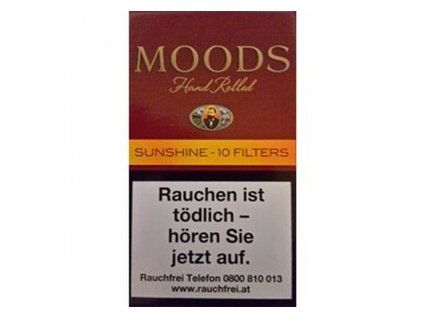 MOODS
Hand Rolled
SUNSHINE - 10 FILTERS
Rauchen ist
tödlich –
hören Sie
jetzt auf.
Rauchfrei Telefon 0800 810 013
www.rauchfrei.at